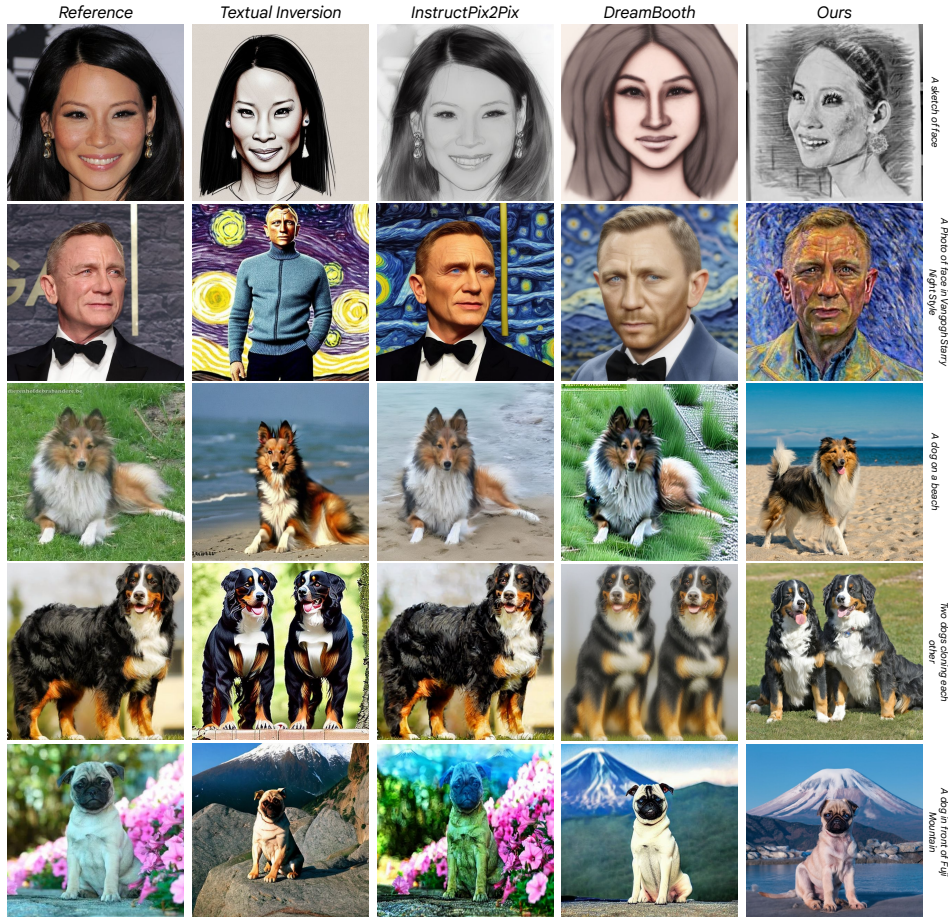 Reference Textual Inversion InstructPix2Pix DreamBooth Ours
A sketch of face
GA
A Photo of face in Vangogh Starry
Night Style
A dog on a beach
Two dogs cloning each
other
A dog in front of Fuji
Mountain